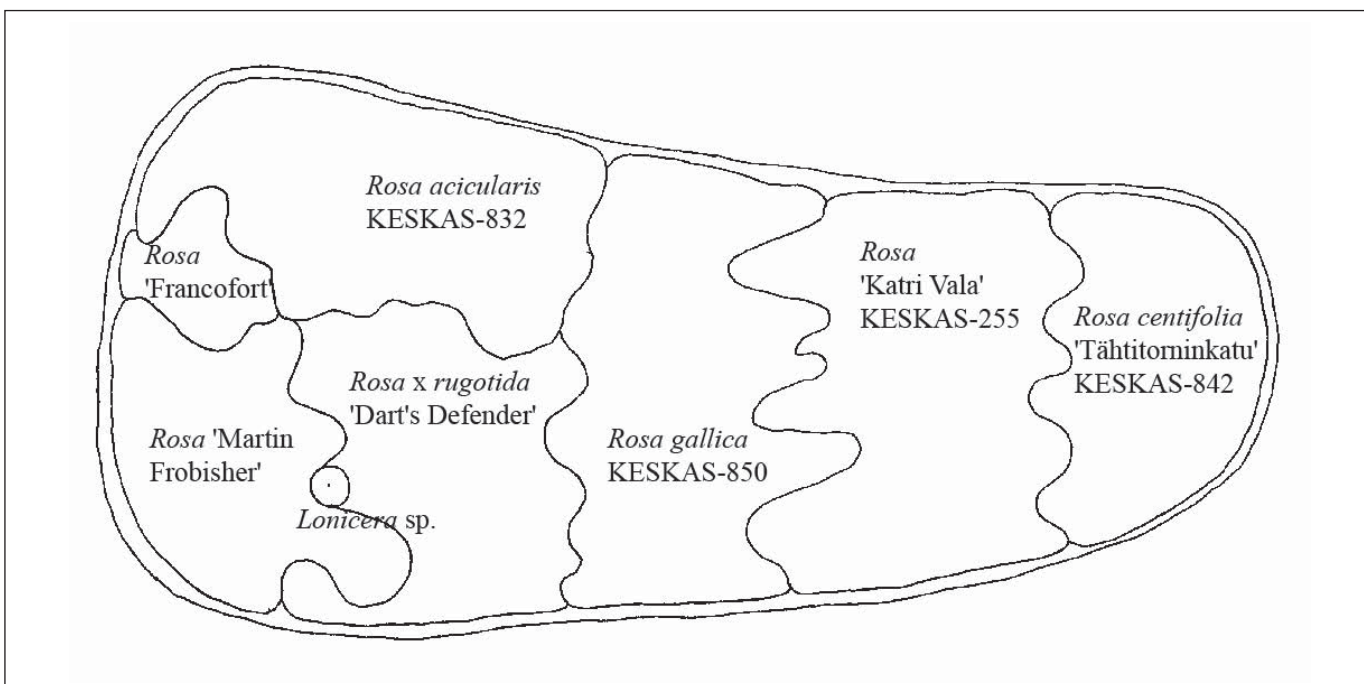 Rosa acicularis
KESKAS-832
Rosa
'Francofort'
Rosa 'Martin
Frobisher'
Rosa x rugotida
'Dart's Defender'
Lonicera sp.
Rosa gallica
KESKAS-850
Rosa
'Katri Vala'
KESKAS-255
Rosa centifolia
'Tähtitorninkatu'
KESKAS-842